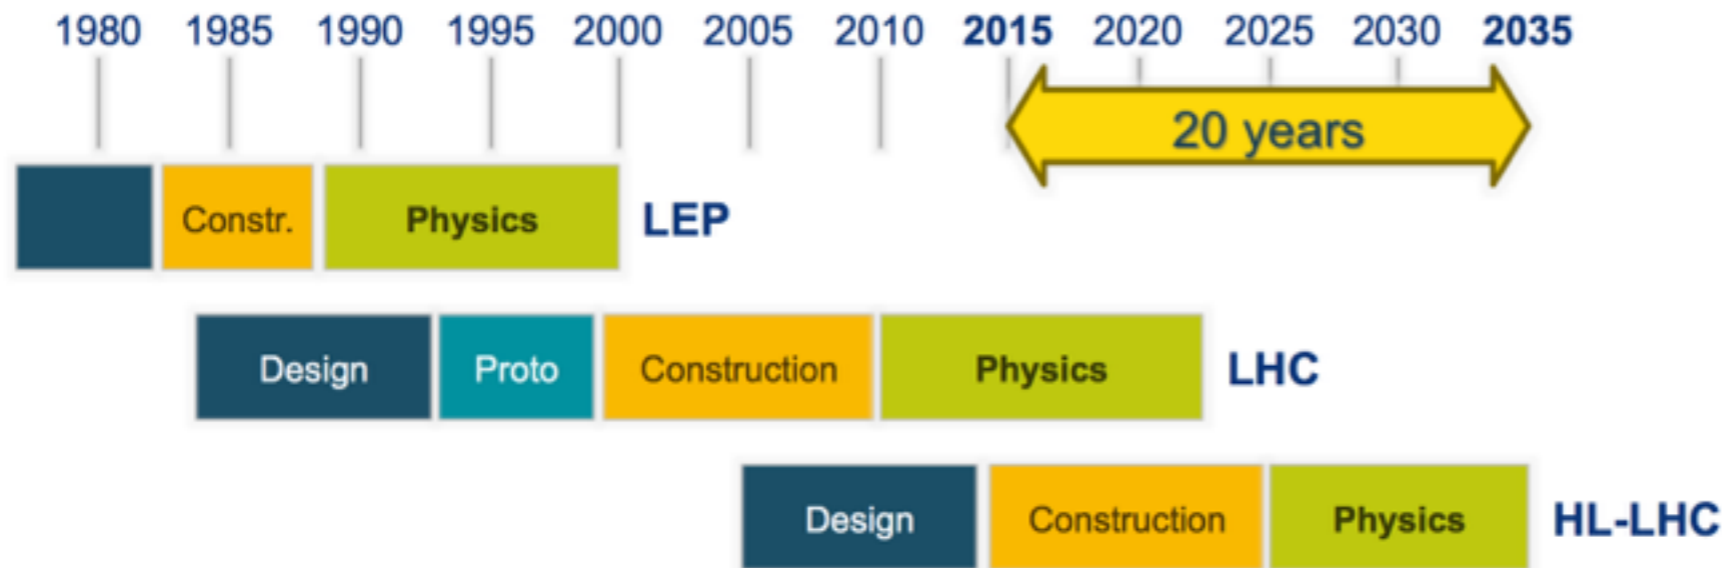 1980 1985 1990 1995 2000 2005 2010 2015 2020 2025 2030 2035
20 years
Constr. Physics LEP
Design Proto Construction Physics LHC
Design Construction Physics HL-LHC